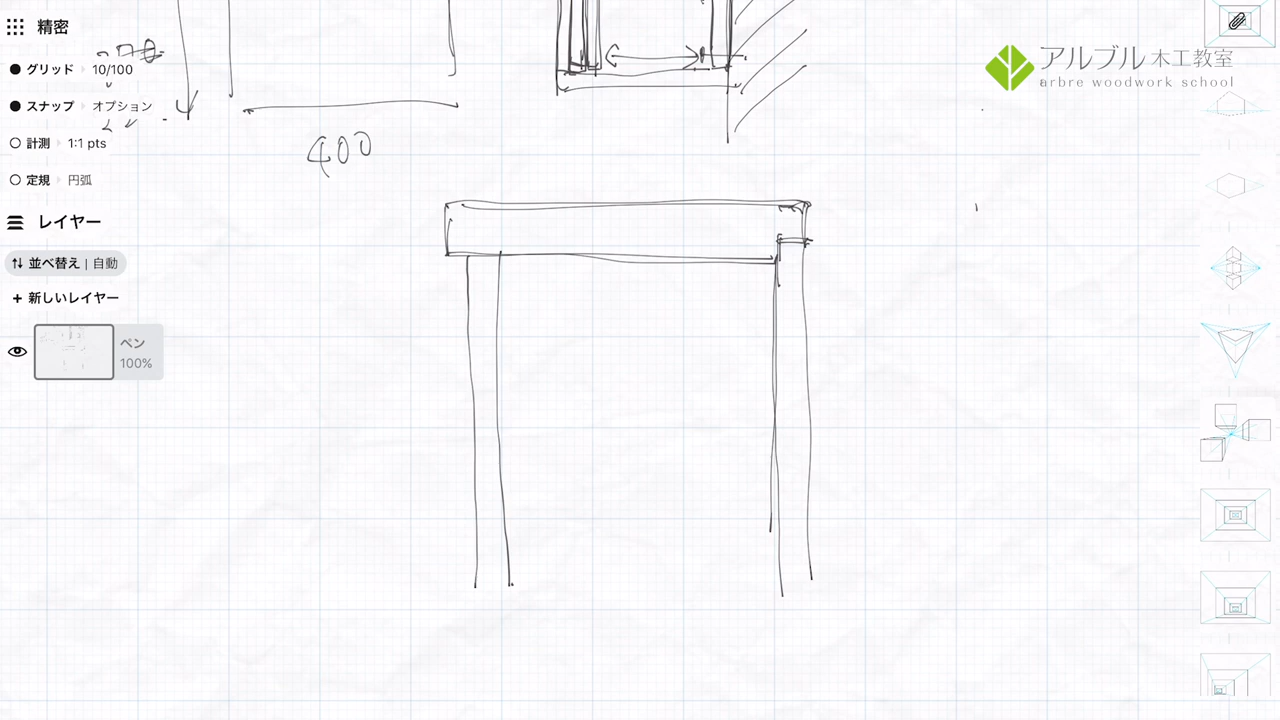 精密
グリッド 10/100
スナップ オプション
計測 1:1 pts
定規 円弧
レイヤー
並べ替え | 自動
+ 新しいレイヤー
ペン
100%
400
アルブル木工教室
arbre woodwork school